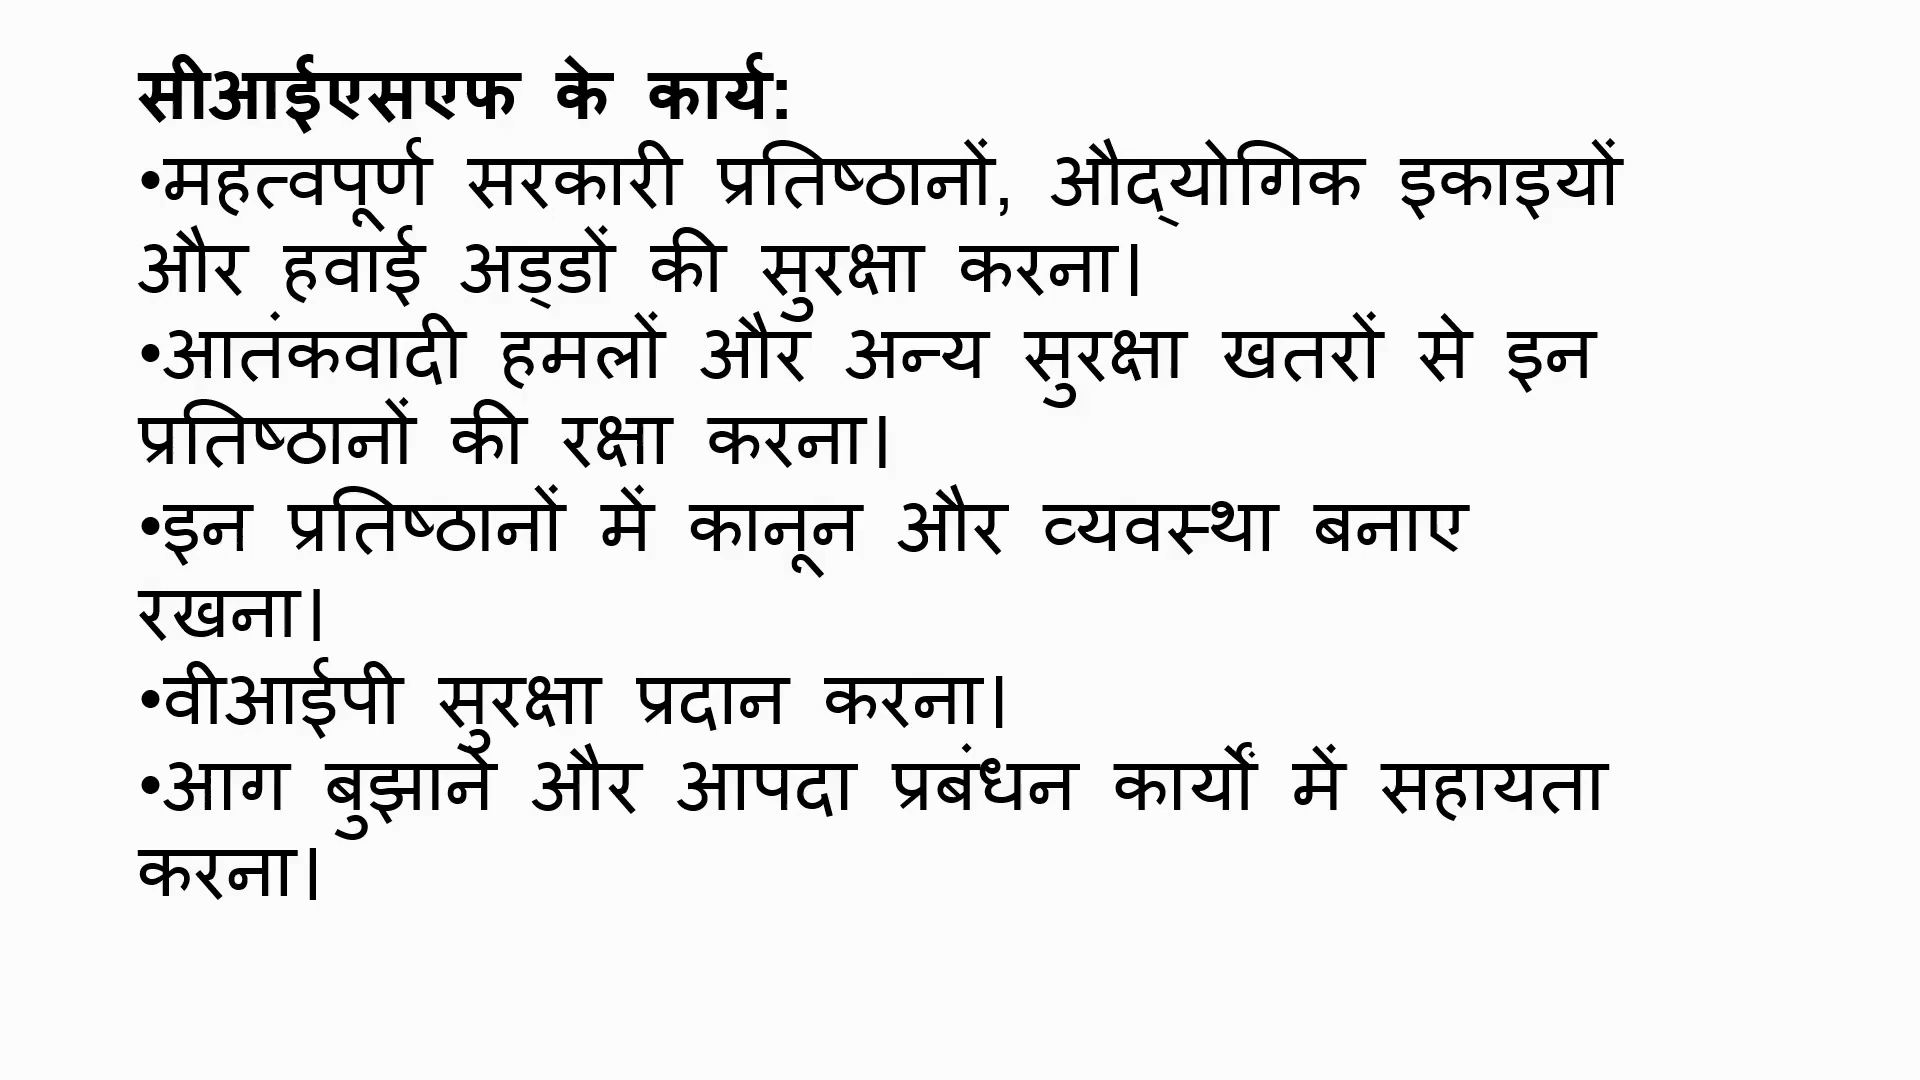 सीआईएसएफ के कार्य:
•महत्वपूर्ण सरकारी प्रतिष्ठानों, औद्योगिक इकाइयों
और हवाई अड्डों की सुरक्षा करना।
•आतंकवादी हमलों और अन्य सुरक्षा खतरों से इन
प्रतिष्ठानों की रक्षा करना।
•इन प्रतिष्ठानों में कानून और व्यवस्था बनाए
रखना।
•वीआईपी सुरक्षा प्रदान करना।
•आग बुझाने और आपदा प्रबंधन कार्यों में सहायता
करना।